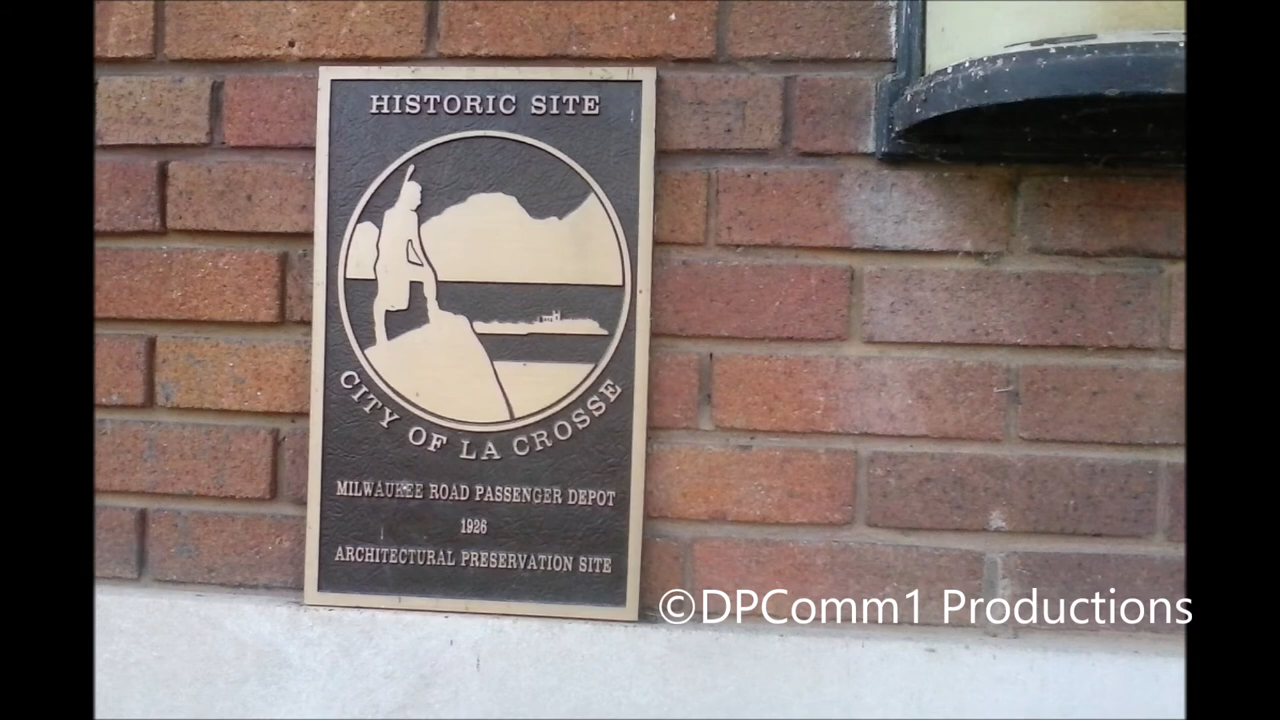 HISTORIC SITE
CITY OF LA CROSSE
MILWAUKEE ROAD PASSENGER DEPOT
1926
ARCHITECTURAL PRESERVATION SITE
©DPComm1 Productions